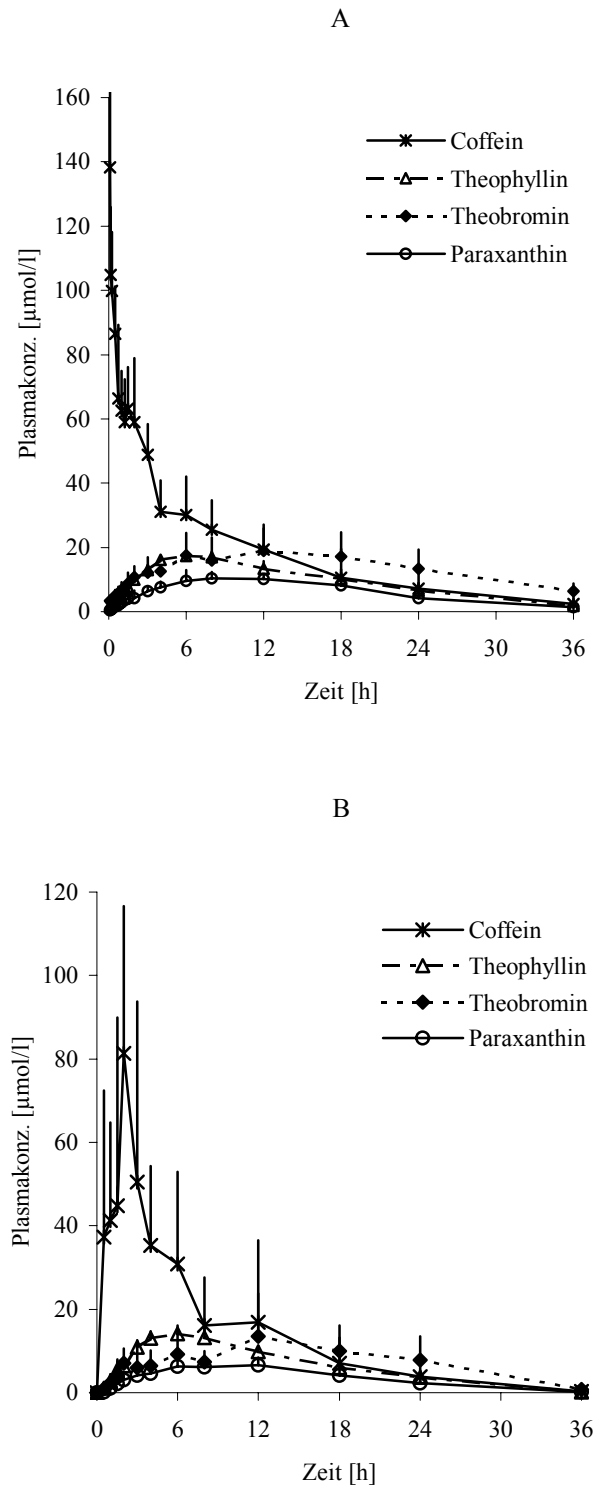 A
160
140
120
100
80
60
40
20
0
Plasmakonz. [µmol/l]
Coffein
Theophyllin
Theobromin
Paraxanthin
0 6 12 18 24 30 36
Zeit [h]
B
120
100
80
60
40
20
0
Plasmakonz. [µmol/l]
Coffein
Theophyllin
Theobromin
Paraxanthin
0 6 12 18 24 30 36
Zeit [h]